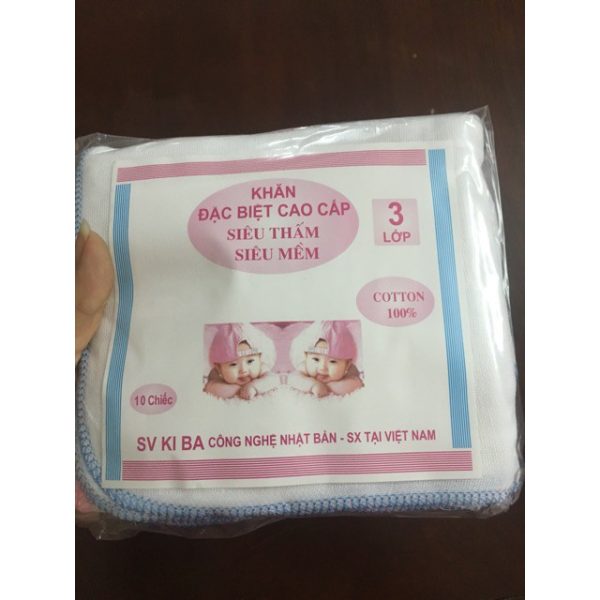 KHĂN
ĐẶC BIỆT CAO CẤP
SIÊU THẤM
SIÊU MỀM
3
LỚP
COTTON
100%
10 Chiếc
SV KI BA CÔNG NGHỆ NHẬT BẢN - SX TẠI VIỆT NAM